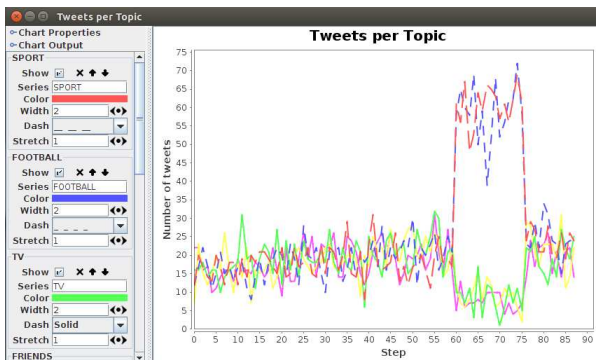 Tweets per Topic
Chart Properties
Chart Output
SPORT
Show
Series SPORT
Color
Width 2
Dash
Stretch 1
FOOTBALL
Show
Series FOOTBALL
Color
Width 2
Dash
Stretch 1
TV
Show
Series TV
Color
Width 2
Dash Solid
Stretch 1
FRIENDS
Tweets per Topic
Number of tweets
75
70
65
60
55
50
45
40
35
30
25
20
15
10
5
0
0 5 10 15 20 25 30 35 40 45 50 55 60 65 70 75 80 85 90
Step